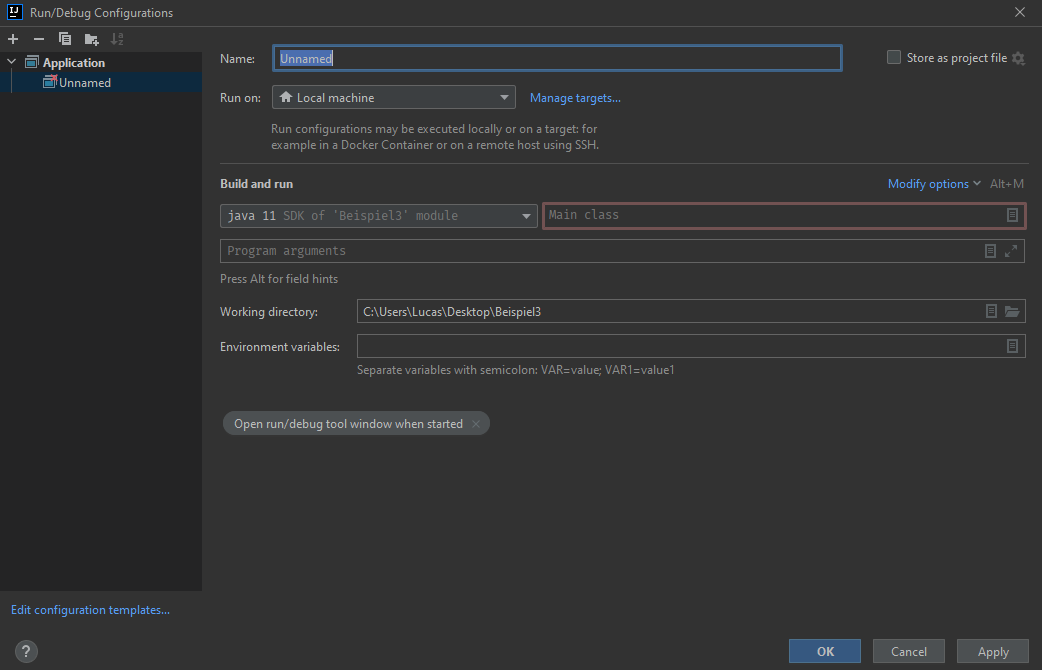 IJ Run/Debug Configurations
Application
Unnamed
Name: Unnamed Store as project file
Run on: Local machine Manage targets...
Run configurations may be executed locally or on a target: for
example in a Docker Container or on a remote host using SSH.
Build and run Modify options Alt+M
java 11 SDK of 'Beispiel3' module Main class
Program arguments
Press Alt for field hints
Working directory: C:\Users\Lucas\Desktop\Beispiel3
Environment variables:
Separate variables with semicolon: VAR=value; VAR1=value1
Open run/debug tool window when started
Edit configuration templates...
? OK Cancel Apply